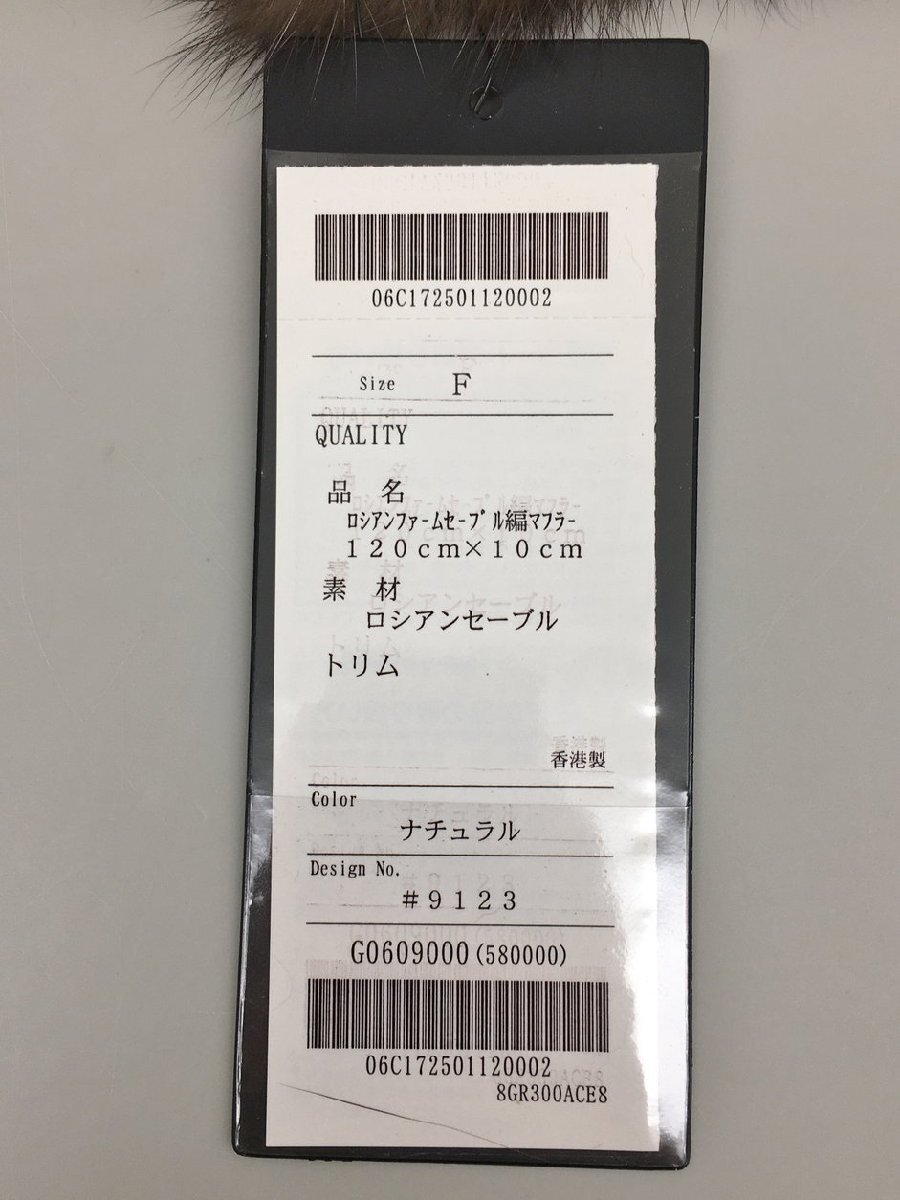 06C172501120002
Size F
QUALITY
品 名
ﾛｼｱﾝﾌｧｰﾑｾｰﾌﾞﾙ編ﾏﾌﾗｰ
１２０ｃｍ×１０ｃｍ
素 材
ロシアンセーブル
トリム
香港製
Color
ナチュラル
Design No.
＃９１２３
G0609000(580000)
06C172501120002
8GR300ACE8